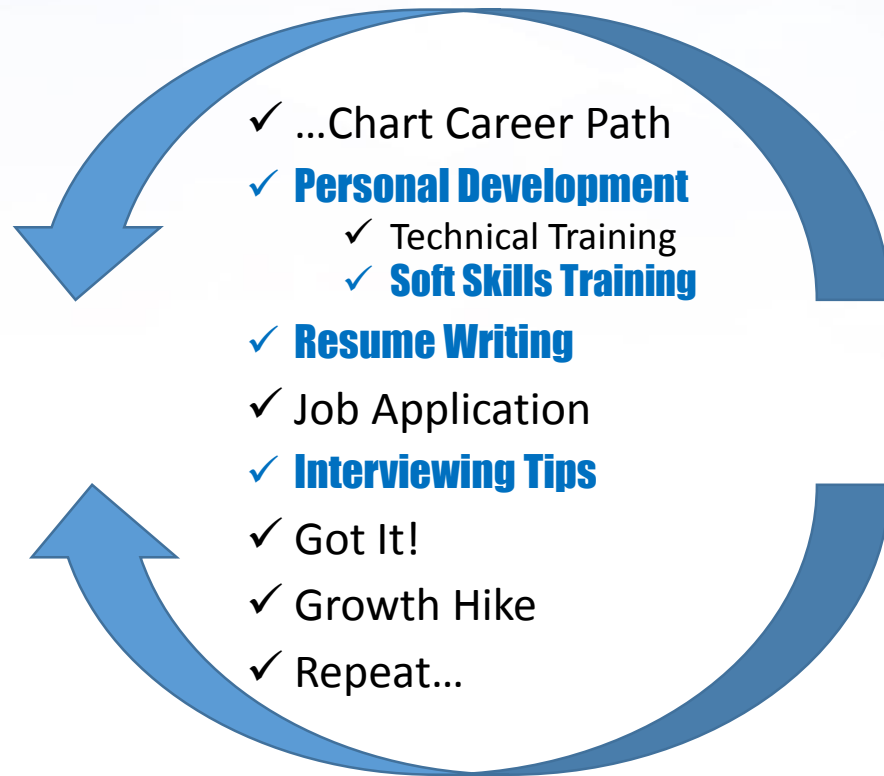 …Chart Career Path
Personal Development
Technical Training
Soft Skills Training
Resume Writing
Job Application
Interviewing Tips
Got It!
Growth Hike
Repeat…